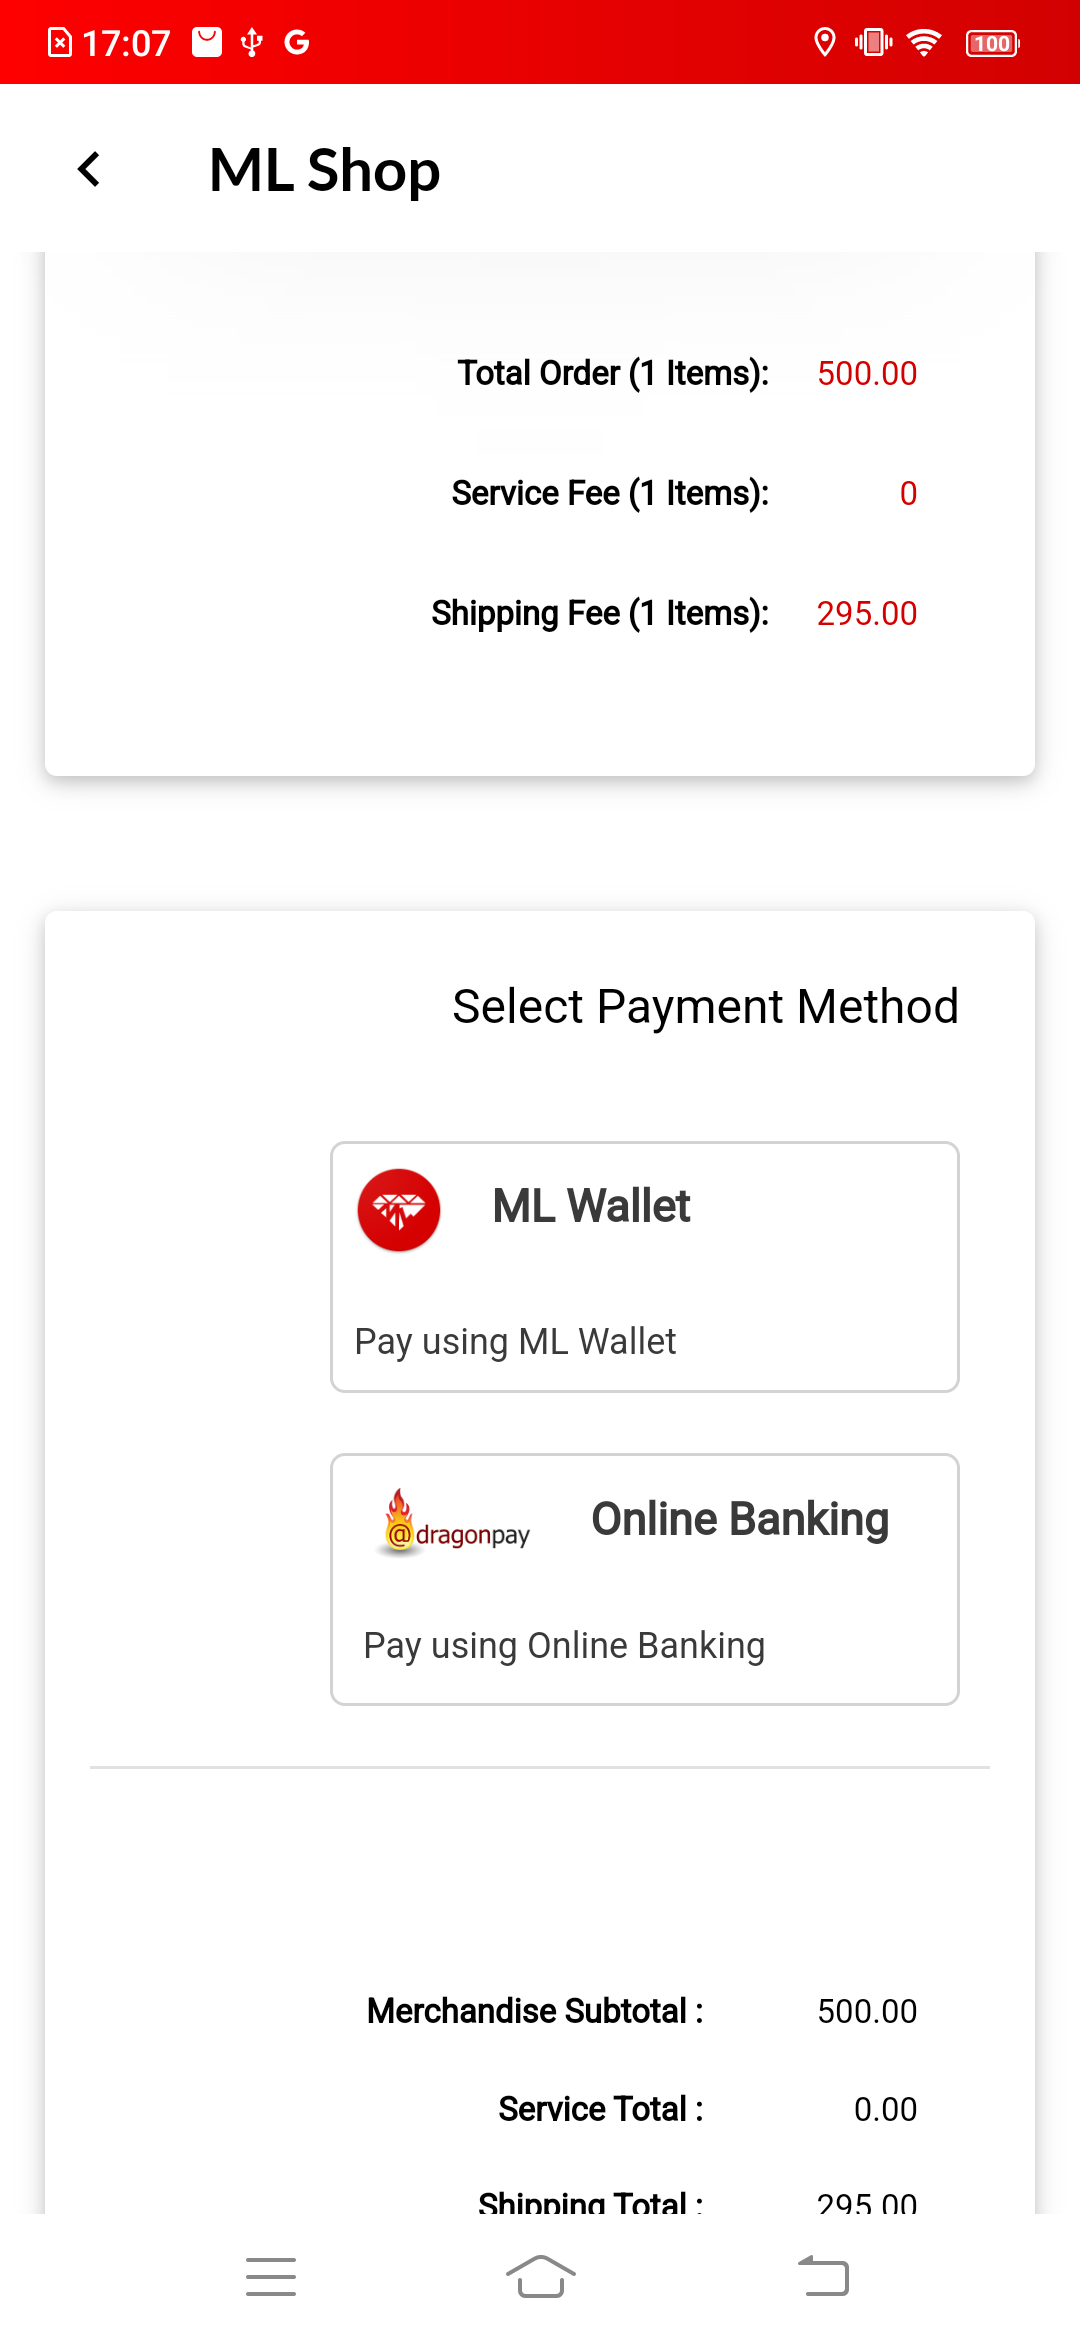 17:07
100
ML Shop
Total Order (1 Items): 500.00
Service Fee (1 Items): 0
Shipping Fee (1 Items): 295.00
Select Payment Method
ML Wallet
Pay using ML Wallet
@dragonpay Online Banking
Pay using Online Banking
Merchandise Subtotal : 500.00
Service Total : 0.00
Shipping Total : 295.00